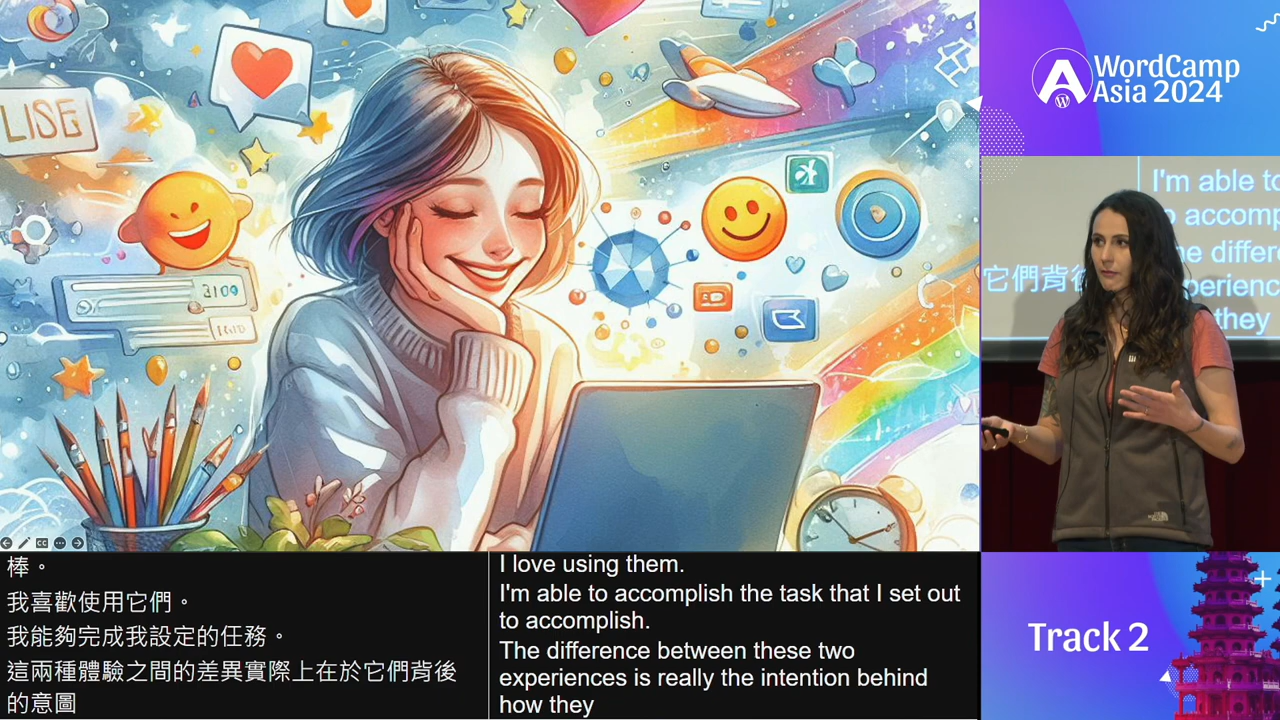 LISE
3109
WordCamp
Asia 2024
I'm able to
o accomp
he differe
它們背後
perienc
they
棒。
我喜歡使用它們。
我能夠完成我設定的任務。
這兩種體驗之間的差異實際上在於它們背後
的意圖
I love using them.
I'm able to accomplish the task that I set out
to accomplish.
The difference between these two
experiences is really the intention behind
how they
Track 2